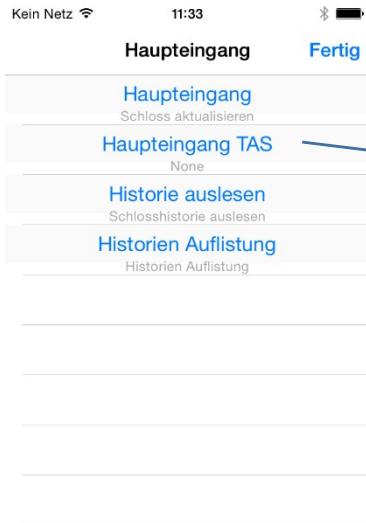 Kein Netz 11:33
Haupteingang Fertig
Haupteingang
Schloss aktualisieren
Haupteingang TAS
None
Historie auslesen
Schlosshistorie auslesen
Historien Auflistung
Historien Auflistung